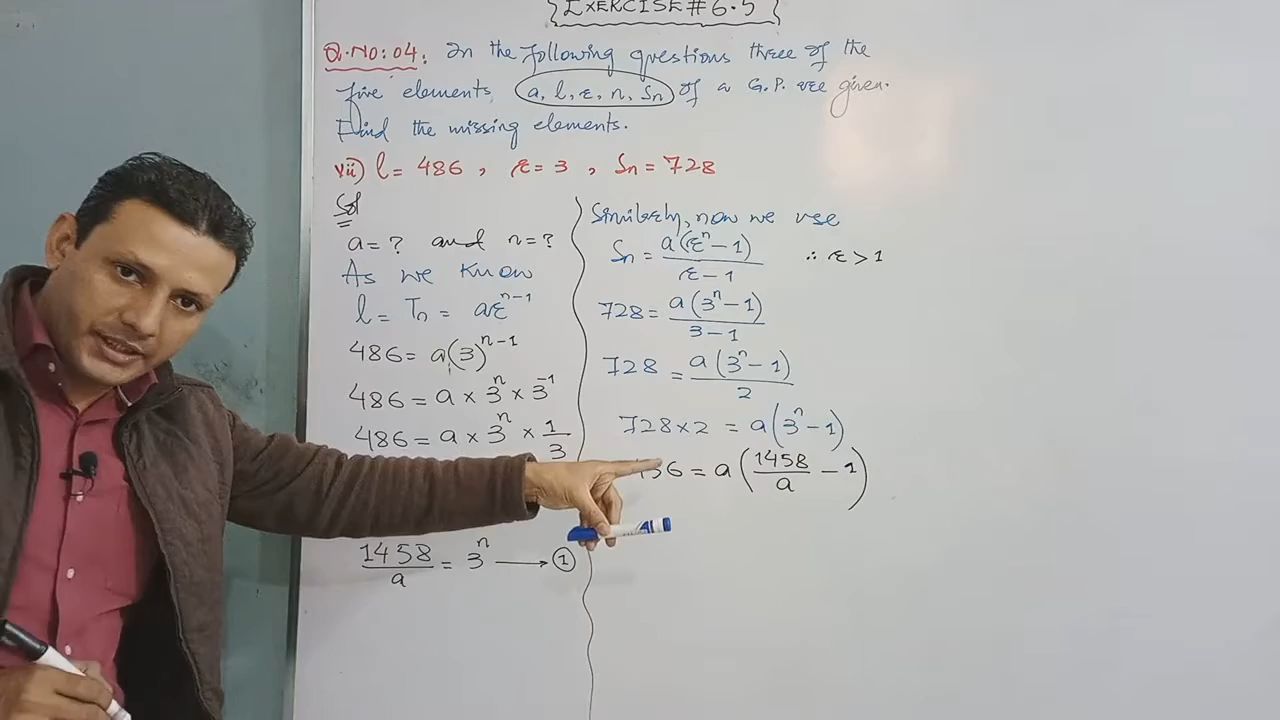 EXERCISE # 6.5
Q.NO:04: In the following questions three of the
five elements (a, l, r, n, Sn) of a G.P. are given.
Find the missing elements.
vii) l = 486 , r = 3 , Sn = 728
Sol
a = ? and n = ?
As we know
l = Tn = ar^n-1
486 = a(3)^n-1
486 = a × 3^n × 3^-1
486 = a × 3^n × 1/3
1458/a = 3^n → ①
Similarly, now we use
Sn = a(r^n - 1)/r - 1 ∴ r > 1
728 = a(3^n - 1)/3 - 1
728 = a(3^n - 1)/2
728 × 2 = a(3^n - 1)
56 = a(1458/a - 1)